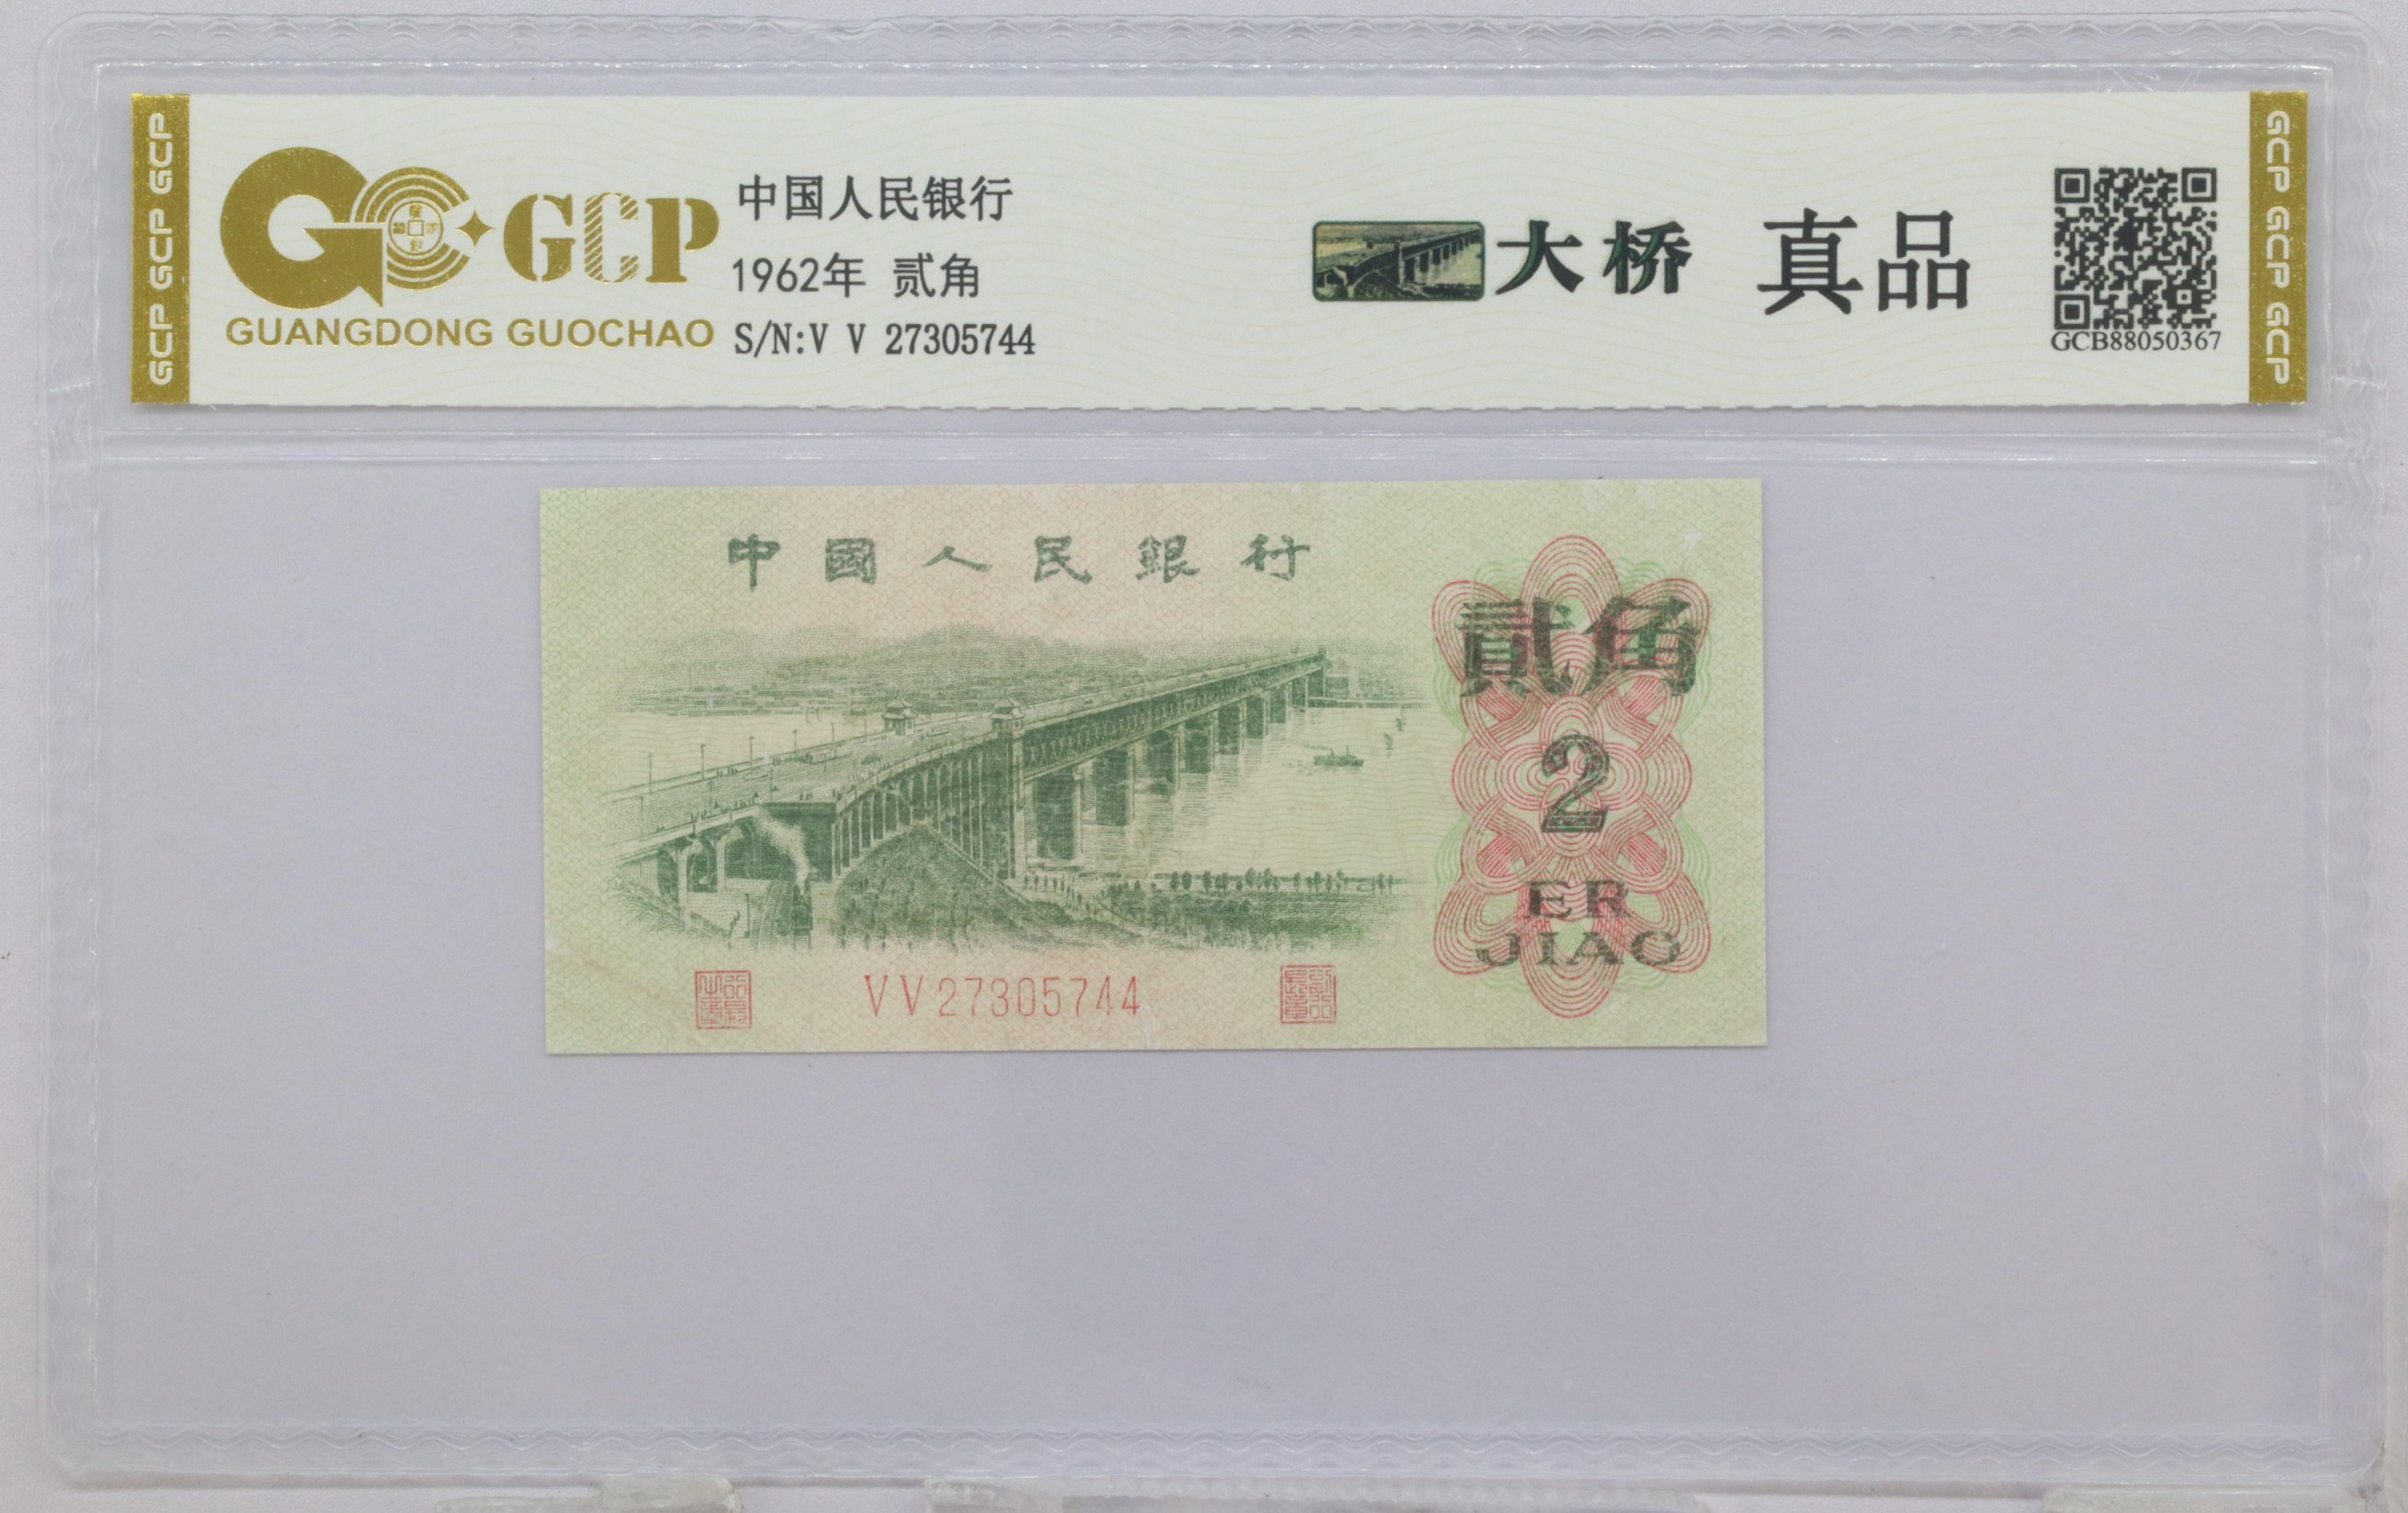 GCP GCP GCP
GCP
GUANGDONG GUOCHAO
中国人民银行
1962年 贰角
S/N:V V 27305744
大桥 真品
GCB88050367
GCP GCP GCP
中國人民銀行
貳角
2
ER
JIAO
VV27305744